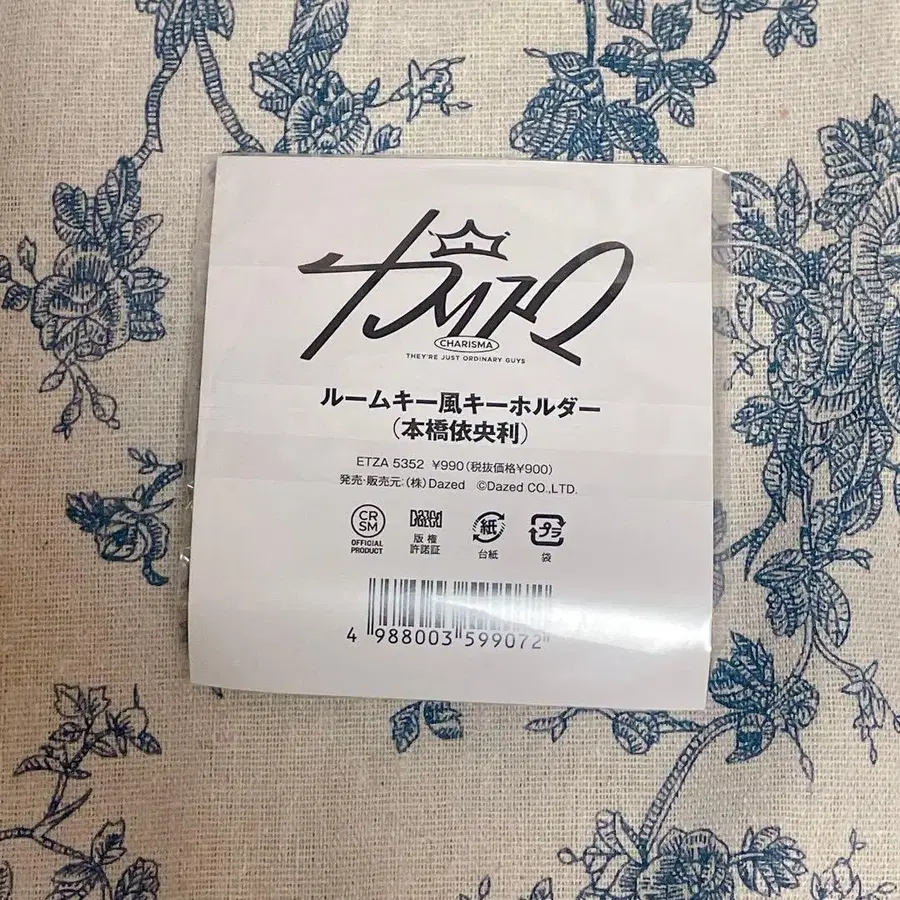 カリスマ
CHARISMA
THEY'RE JUST ORDINARY GUYS
ルームキー風キーホルダー
(本橋依央利)
ETZA 5352 ¥990(税抜価格¥900)
発売・販売元:(株)Dazed ©Dazed CO.,LTD.
CR
SM
OFFICIAL
PRODUCT
Dazed
版権
許諾証
紙
台紙
プラ
袋
4 988003 599072